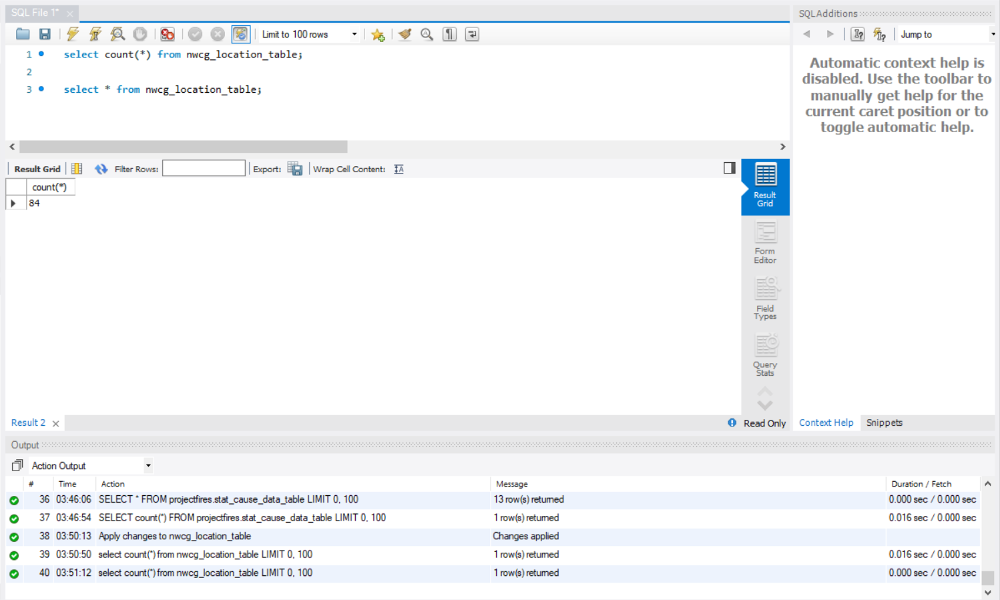 SQL File 1*
Limit to 100 rows
1 select count(*) from nwcg_location_table;
2
3 select * from nwcg_location_table;
Result Grid Filter Rows: Export: Wrap Cell Content:
count(*)
84
Result
Grid
Form
Editor
Field
Types
Query
Stats
Result 2
Read Only
SQLAdditions
Jump to
Automatic context help is
disabled. Use the toolbar to
manually get help for the
current caret position or to
toggle automatic help.
Context Help Snippets
Output
Action Output
# Time Action Message Duration / Fetch
36 03:46:06 SELECT * FROM projectfires.stat_cause_data_table LIMIT 0, 100 13 row(s) returned 0.000 sec / 0.000 sec
37 03:46:54 SELECT count(*) FROM projectfires.stat_cause_data_table LIMIT 0, 100 1 row(s) returned 0.016 sec / 0.000 sec
38 03:50:13 Apply changes to nwcg_location_table Changes applied
39 03:50:50 select count(*) from nwcg_location_table LIMIT 0, 100 1 row(s) returned 0.016 sec / 0.000 sec
40 03:51:12 select count(*) from nwcg_location_table LIMIT 0, 100 1 row(s) returned 0.000 sec / 0.000 sec